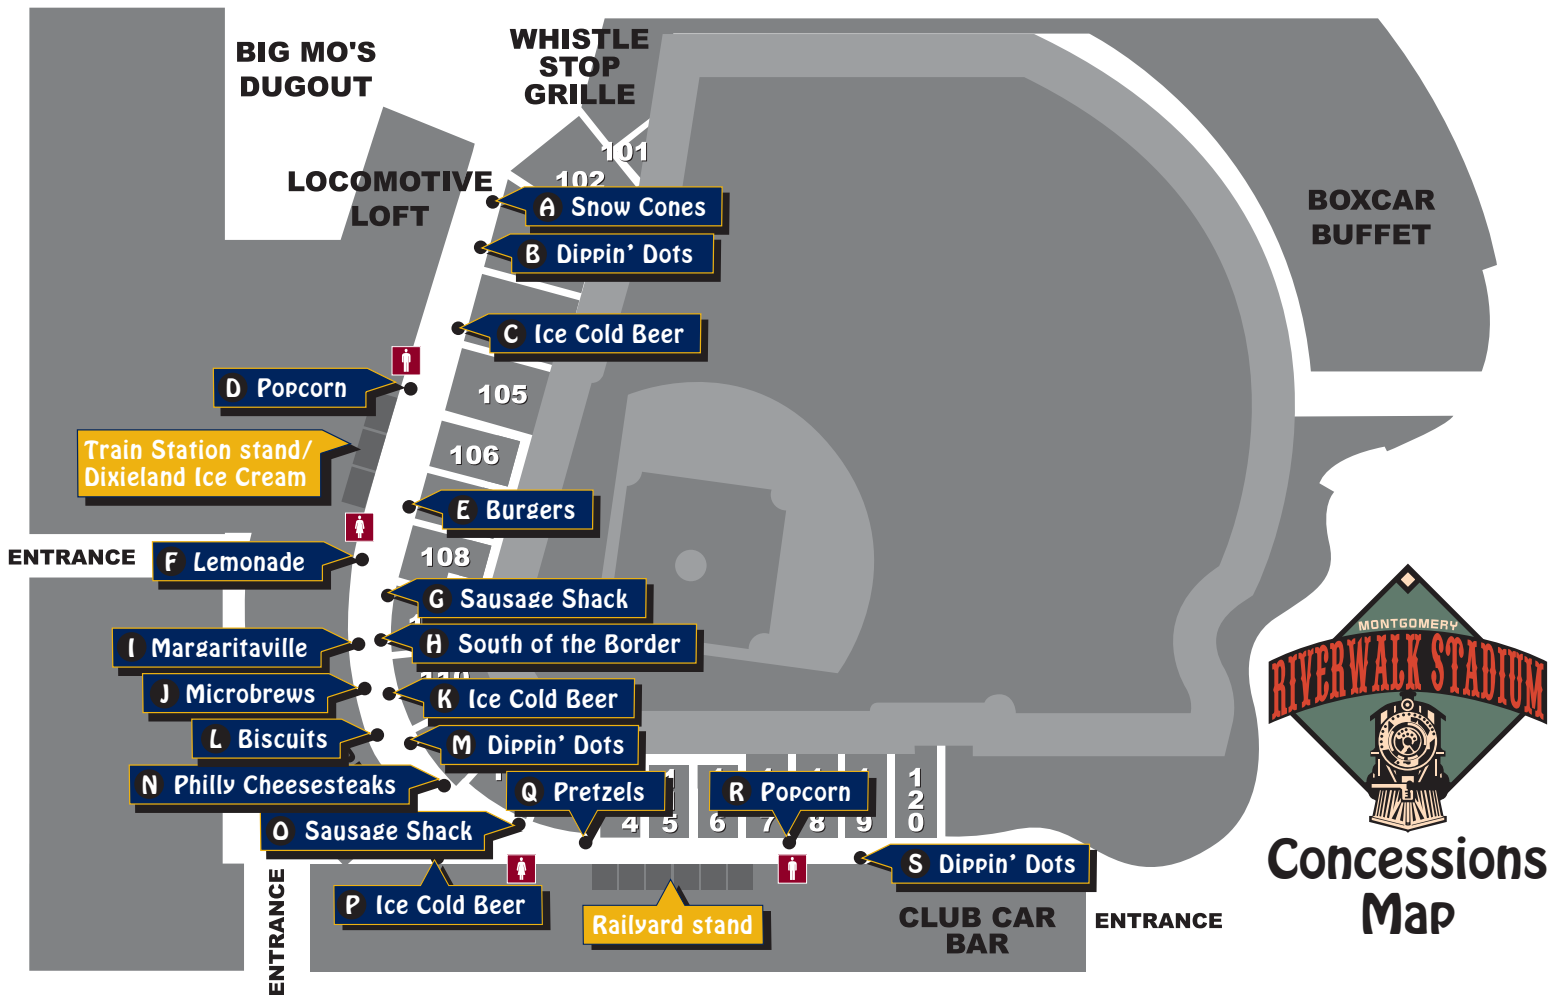 BIG MO'S
DUGOUT
WHISTLE
STOP
GRILLE
101
102
LOCOMOTIVE
LOFT
A Snow Cones
B Dippin' Dots
BOXCAR
BUFFET
C Ice Cold Beer
D Popcorn
105
Train Station stand/
Dixieland Ice Cream
106
E Burgers
ENTRANCE
F Lemonade
108
G Sausage Shack
I Margaritaville
H South of the Border
110
J Microbrews
K Ice Cold Beer
L Biscuits
M Dippin' Dots
N Philly Cheesesteaks
Q Pretzels
R Popcorn
120
O Sausage Shack
S Dippin' Dots
P Ice Cold Beer
Railyard stand
CLUB CAR
BAR
ENTRANCE
ENTRANCE
MONTGOMERY
RIVERWALK STADIUM
Concessions
Map